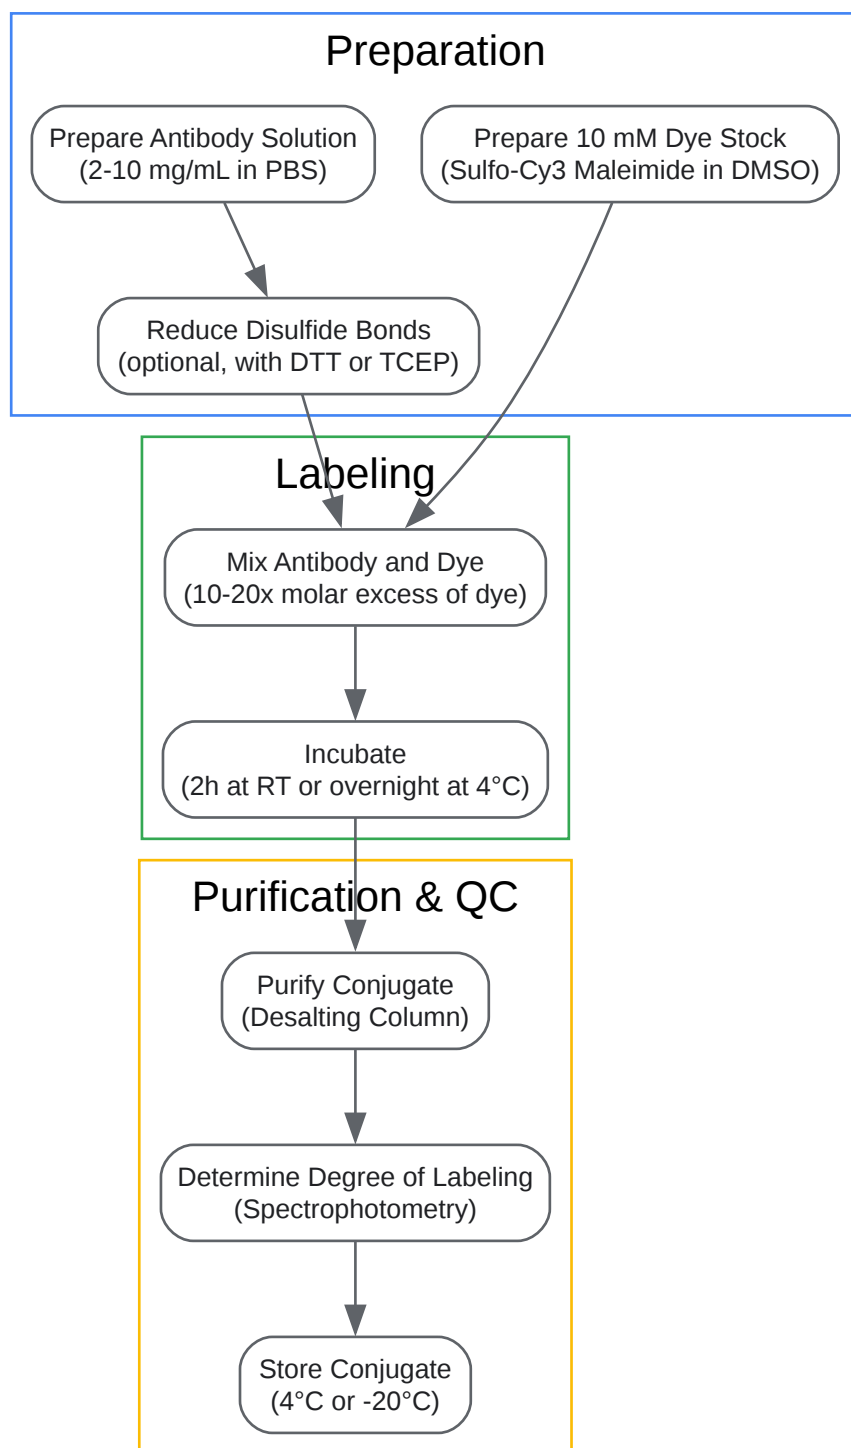 Preparation
Prepare Antibody Solution
(2-10 mg/mL in PBS)
Prepare 10 mM Dye Stock
(Sulfo-Cy3 Maleimide in DMSO)
Reduce Disulfide Bonds
(optional, with DTT or TCEP)
Labeling
Mix Antibody and Dye
(10-20x molar excess of dye)
Incubate
(2h at RT or overnight at 4°C)
Purification & QC
Purify Conjugate
(Desalting Column)
Determine Degree of Labeling
(Spectrophotometry)
Store Conjugate
(4°C or -20°C)